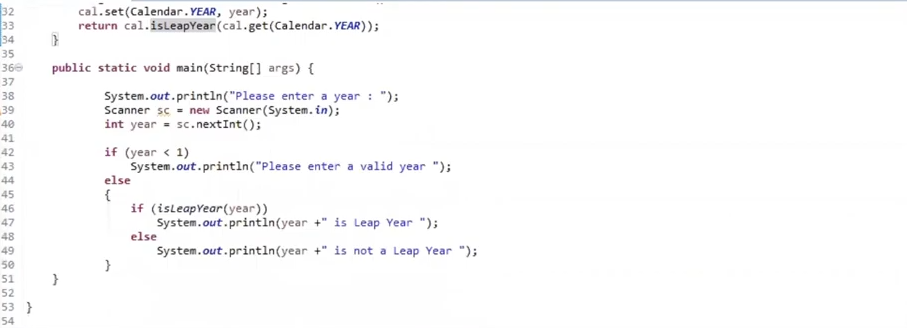 32 cal.set(Calendar.YEAR, year);
33 return cal.isLeapYear(cal.get(Calendar.YEAR));
34 }
35
36 public static void main(String[] args) {
37
38 System.out.println("Please enter a year : ");
39 Scanner sc = new Scanner(System.in);
40 int year = sc.nextInt();
41
42 if (year < 1)
43 System.out.println("Please enter a valid year ");
44 else
45 {
46 if (isLeapYear(year))
47 System.out.println(year +" is Leap Year ");
48 else
49 System.out.println(year +" is not a Leap Year ");
50 }
51 }
52
53 }
54